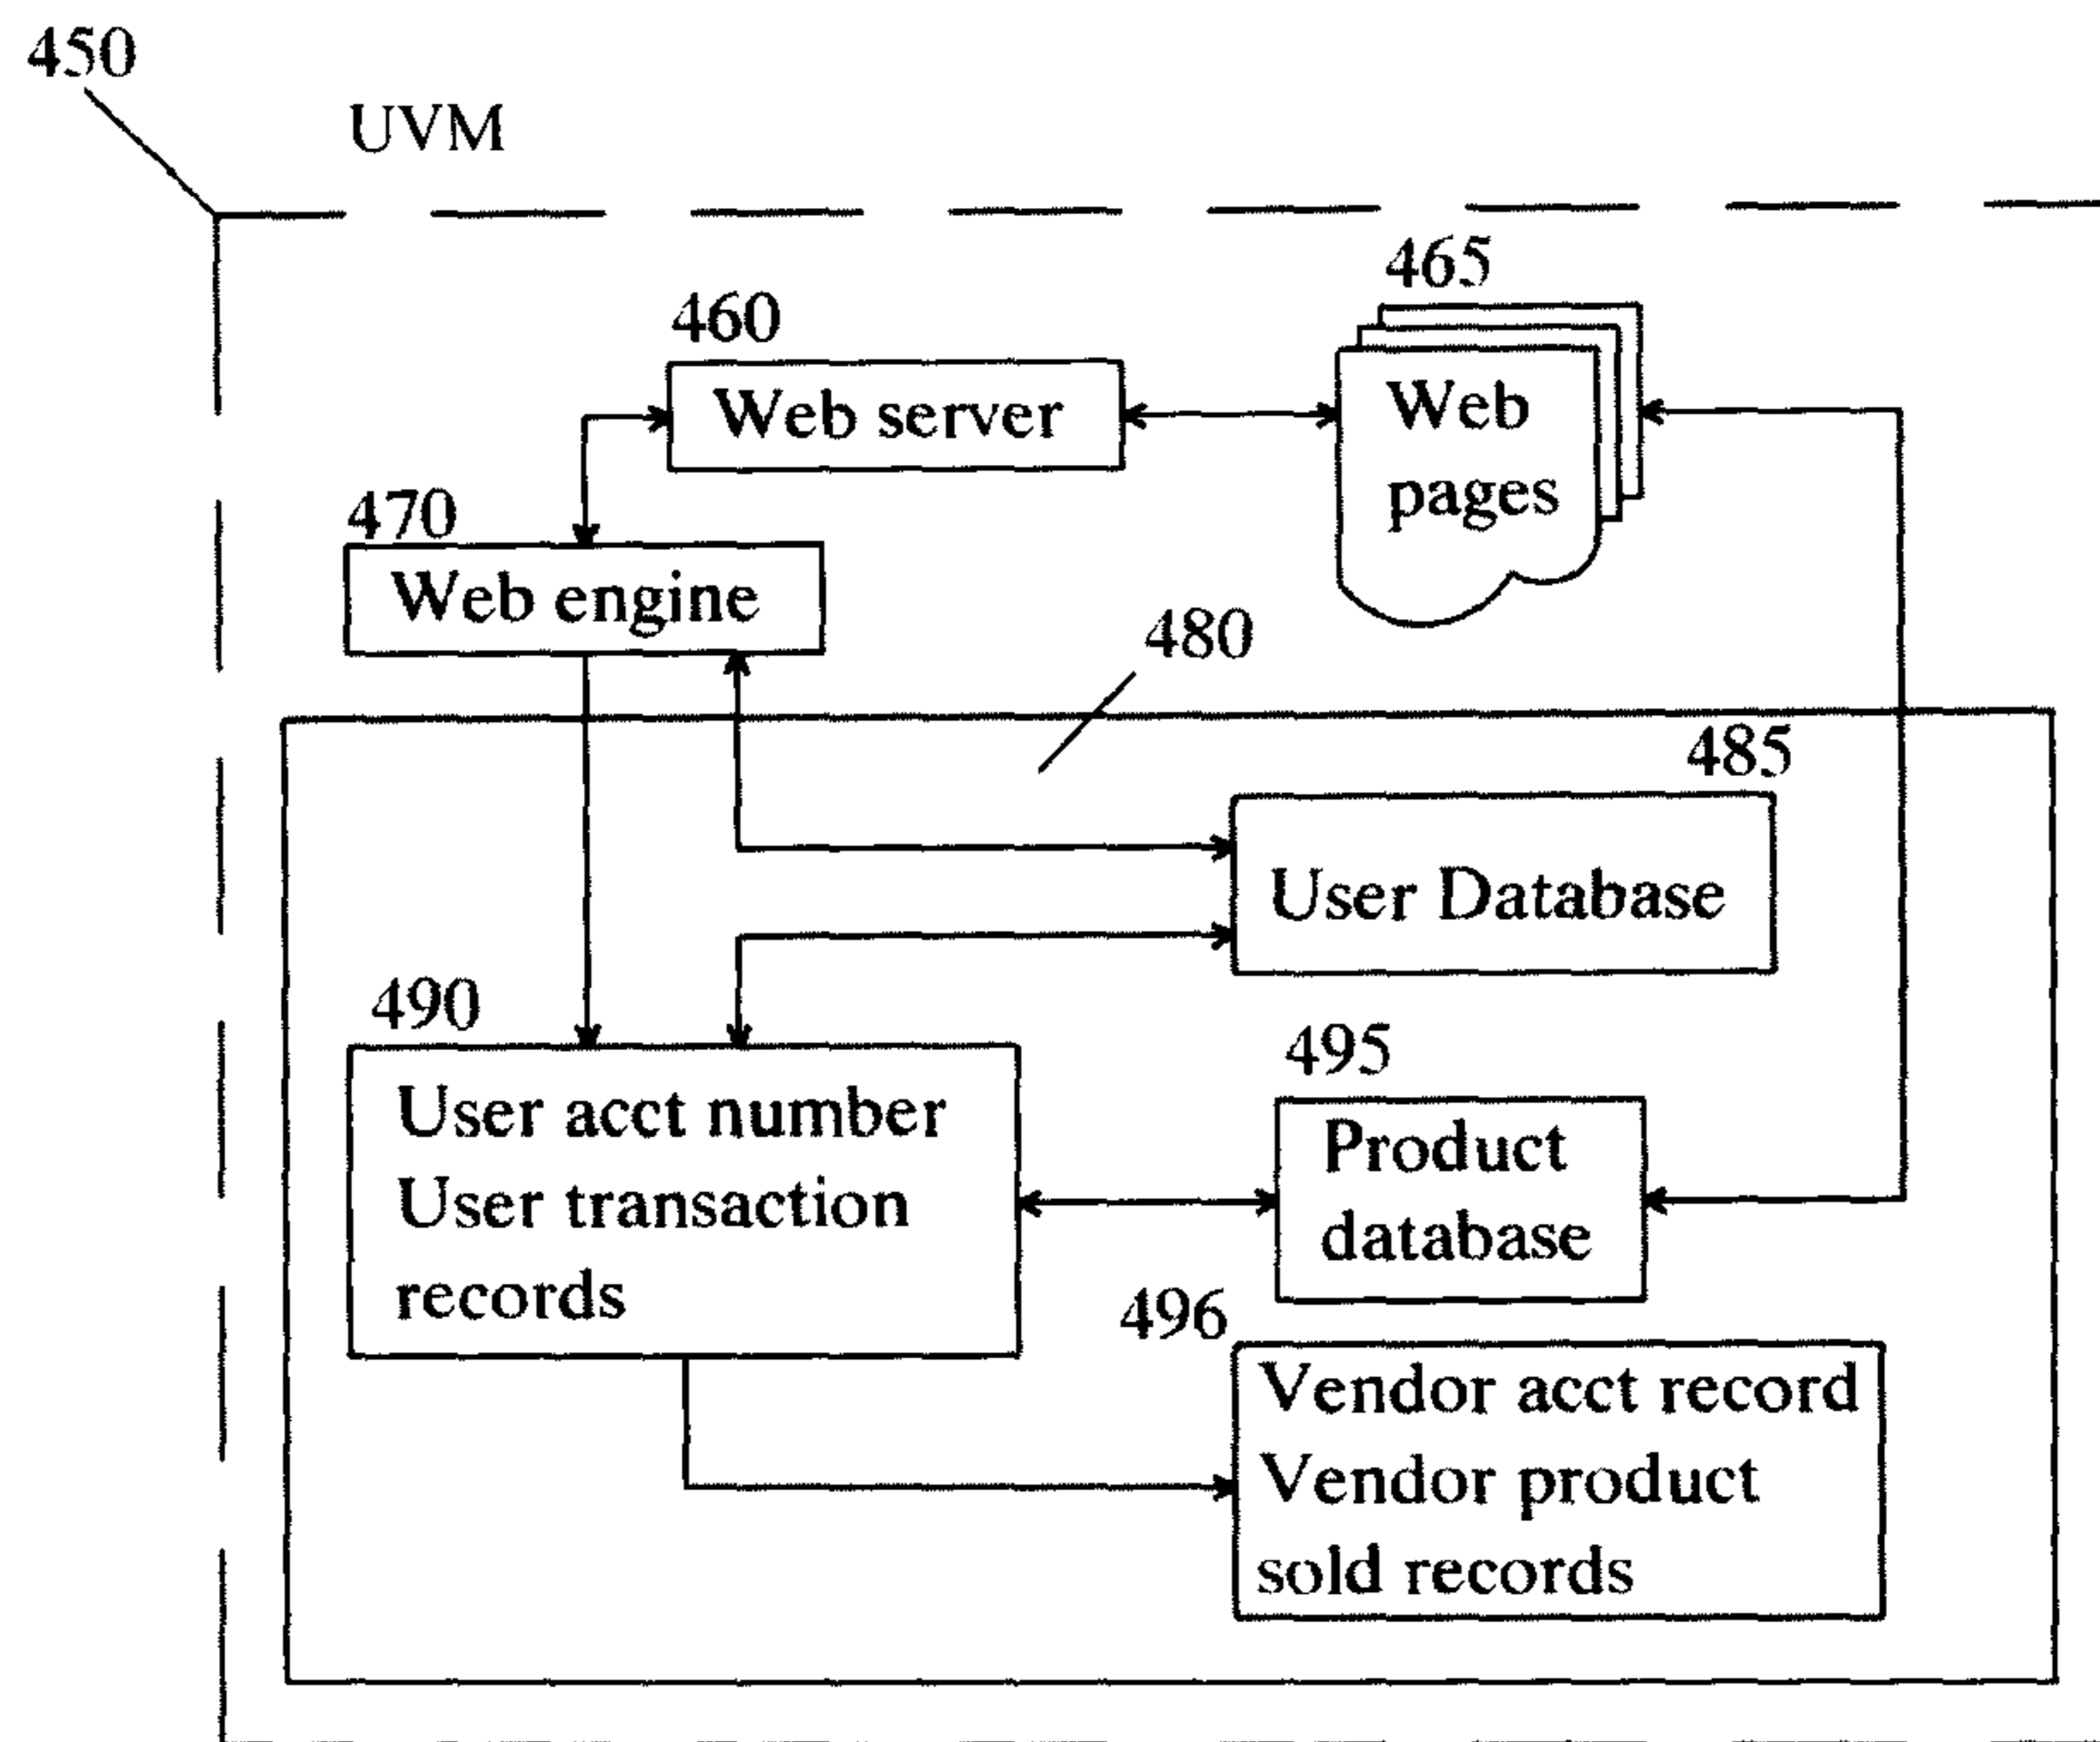 450
UVM
465
460
Web server
Web
pages
470
Web engine
480
485
User Database
490
User acct number
User transaction
records
495
Product
database
496
Vendor acct record
Vendor product
sold records